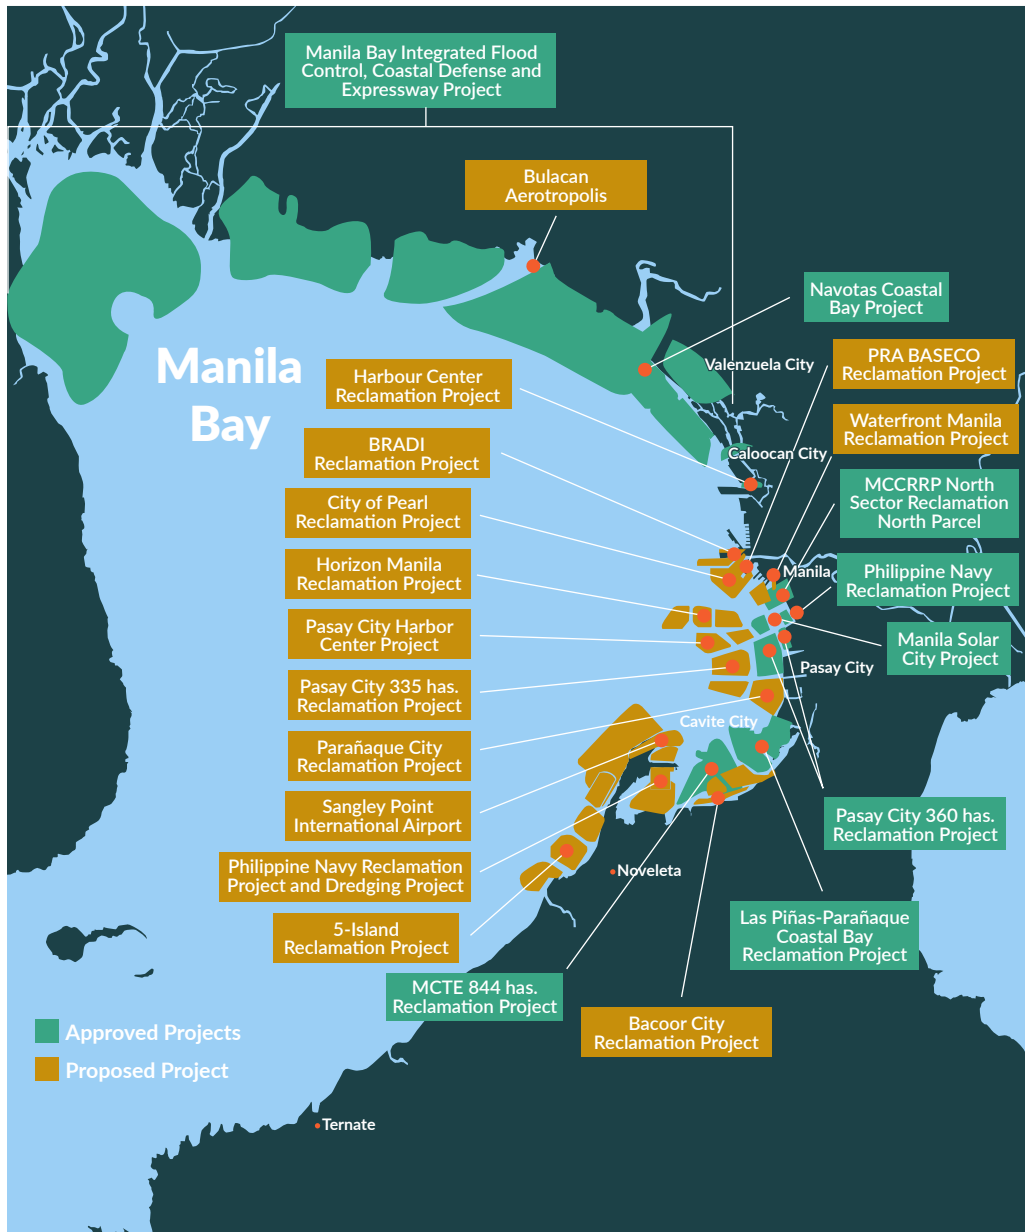 Manila Bay Integrated Flood
Control, Coastal Defense and
Expressway Project
Bulacan
Aerotropolis
Navotas Coastal
Bay Project
Manila
Bay
Valenzuela City
PRA BASECO
Reclamation Project
Harbour Center
Reclamation Project
Waterfront Manila
Reclamation Project
BRADI
Reclamation Project
Caloocan City
MCCRRP North
Sector Reclamation
North Parcel
City of Pearl
Reclamation Project
Horizon Manila
Reclamation Project
Manila
Philippine Navy
Reclamation Project
Pasay City Harbor
Center Project
Manila Solar
City Project
Pasay City 335 has.
Reclamation Project
Pasay City
Parañaque City
Reclamation Project
Cavite City
Sangley Point
International Airport
Pasay City 360 has.
Reclamation Project
Philippine Navy Reclamation
Project and Dredging Project
Noveleta
5-Island
Reclamation Project
Las Piñas-Parañaque
Coastal Bay
Reclamation Project
MCTE 844 has.
Reclamation Project
Bacoor City
Reclamation Project
Approved Projects
Proposed Project
Ternate